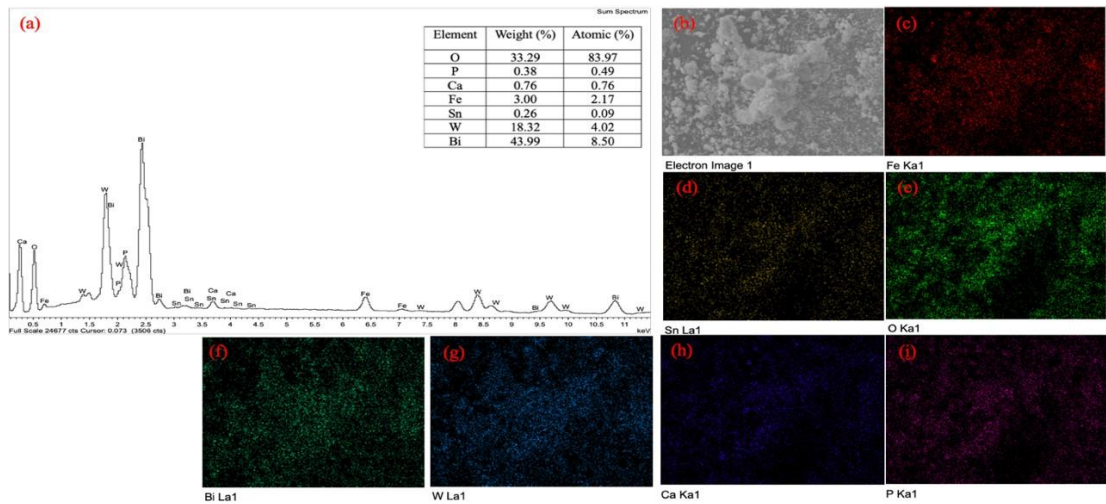 (a)
Sum Spectrum
Element Weight (%) Atomic (%)
O 33.29 83.97
P 0.38 0.49
Ca 0.76 0.76
Fe 3.00 2.17
Sn 0.26 0.09
W 18.32 4.02
Bi 43.99 8.50
Bi
W
Bi
P
Ca
O
W
P
Fe
W
Bi
Sn
Bi
Sn
Sn
Ca
Sn
Ca
Sn
Sn
Fe
Fe
W
W
W
Bi
W
W
Bi
W
0.5 1 1.5 2 2.5 3 3.5 4 4.5 5 5.5 6 6.5 7 7.5 8 8.5 9 9.5 10 10.5 11
Full Scale 24677 cts Cursor: 0.073 (3508 cts) keV
(b)
Electron Image 1
(c)
Fe Ka1
(d)
Sn La1
(e)
O Ka1
(f)
Bi La1
(g)
W La1
(h)
Ca Ka1
(i)
P Ka1